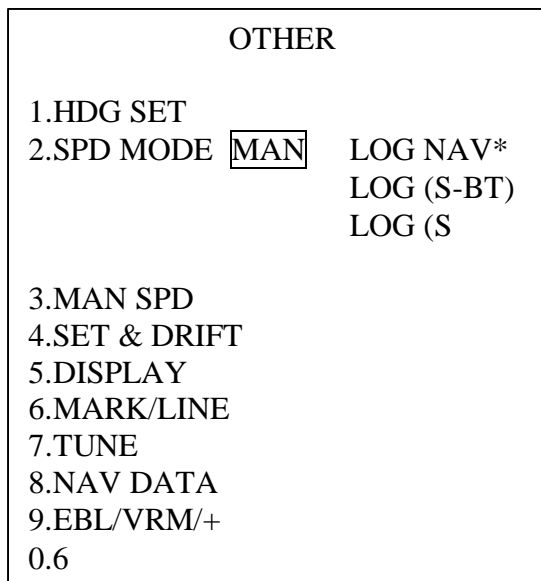 OTHER
1.HDG SET
2.SPD MODE MAN LOG NAV*
LOG (S-BT)
LOG (S
3.MAN SPD
4.SET & DRIFT
5.DISPLAY
6.MARK/LINE
7.TUNE
8.NAV DATA
9.EBL/VRM/+
0.6